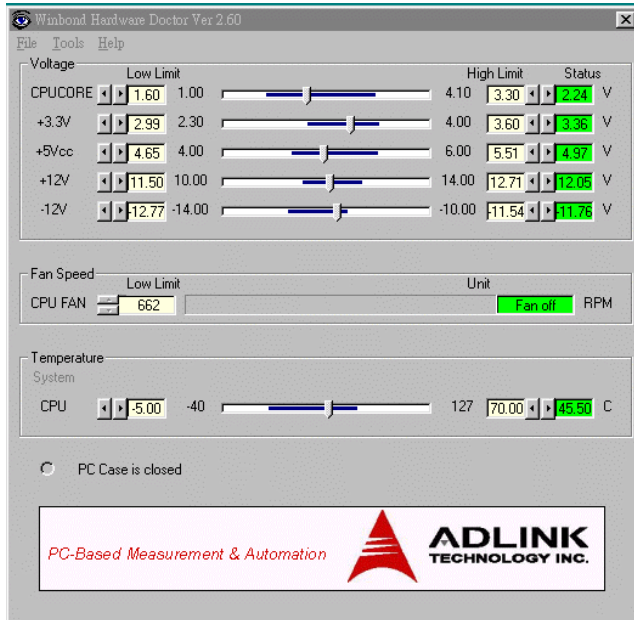 Winbond Hardware Doctor Ver 2.60
File Tools Help
Voltage
Low Limit High Limit Status
CPUCORE 1.60 1.00 4.10 3.30 2.24 V
+3.3V 2.99 2.30 4.00 3.60 3.36 V
+5Vcc 4.65 4.00 6.00 5.51 4.97 V
+12V 11.50 10.00 14.00 12.71 12.05 V
-12V -12.77 -14.00 -10.00 -11.54 -11.76 V
Fan Speed
Low Limit Unit
CPU FAN 662 Fan off RPM
Temperature
System
CPU -5.00 -40 127 70.00 45.50 C
PC Case is closed
PC-Based Measurement & Automation
ADLINK
TECHNOLOGY INC.